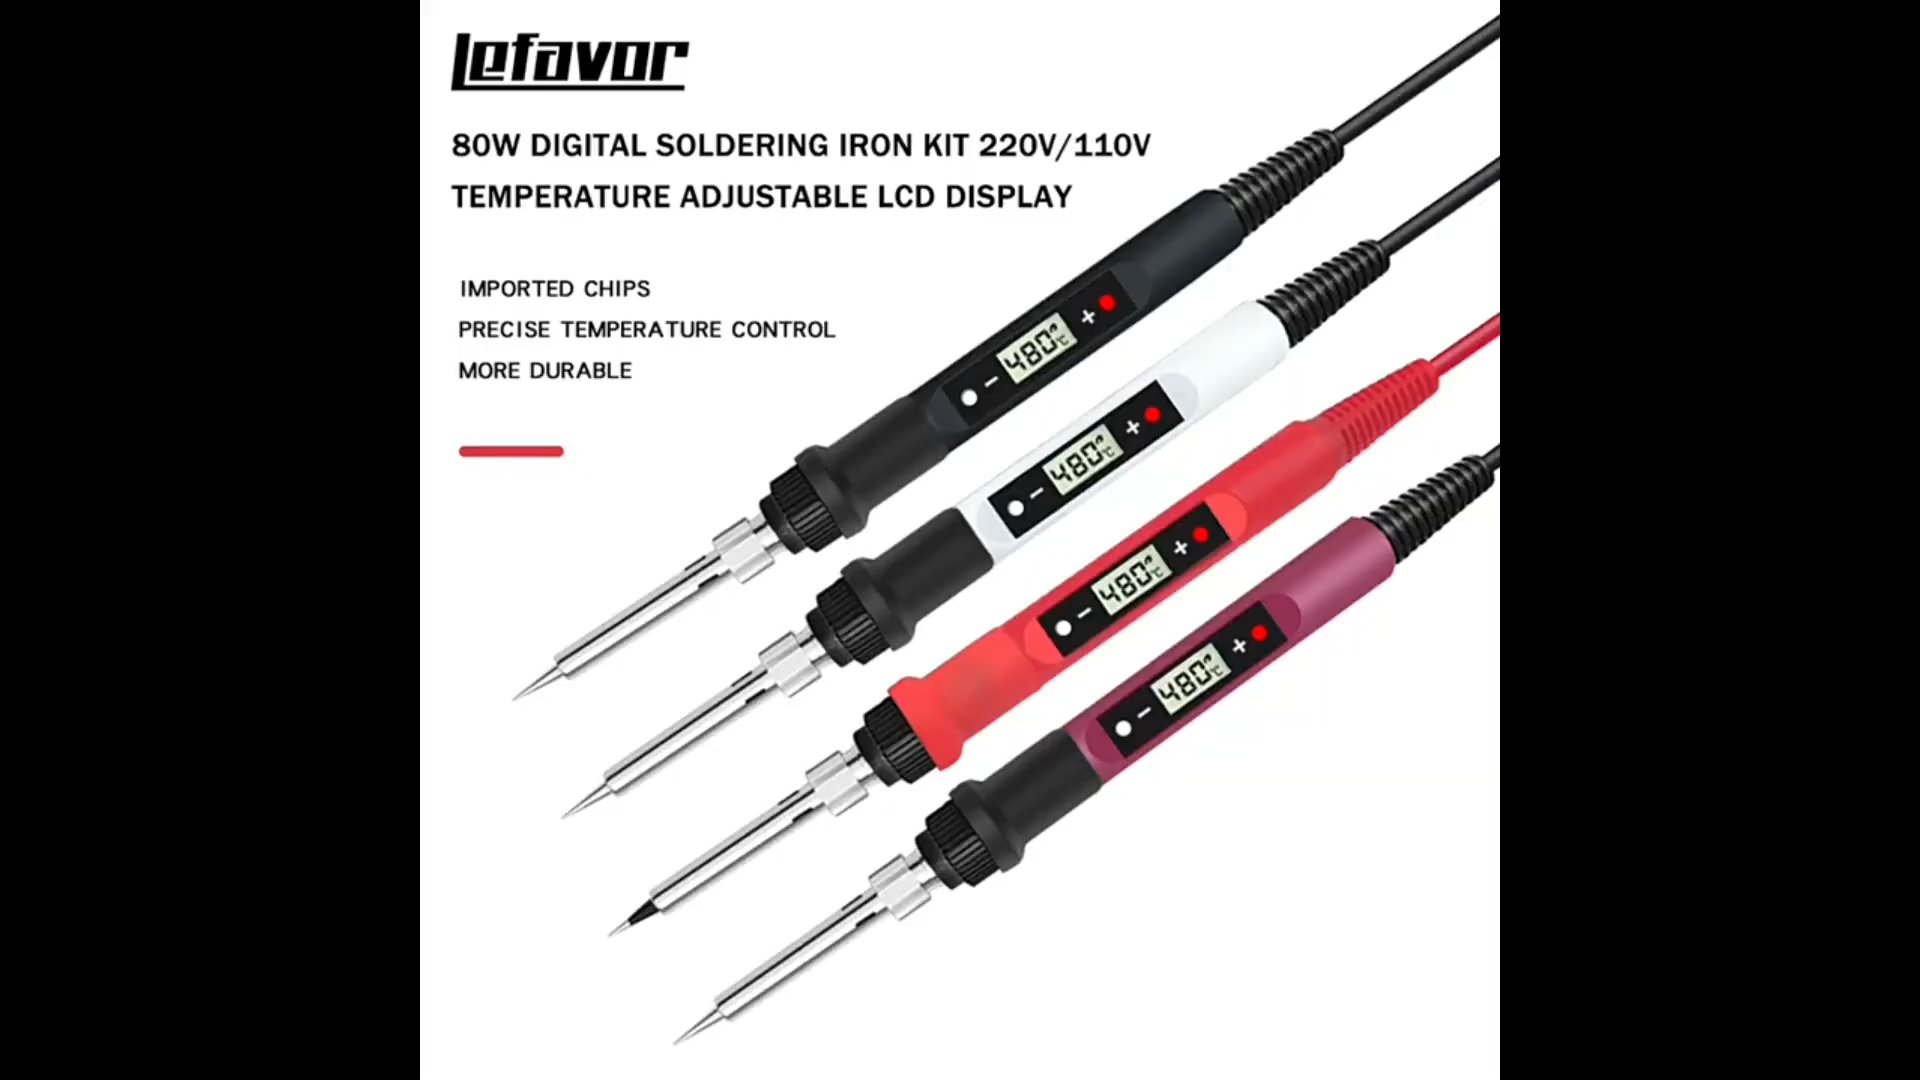 Lefavor
80W DIGITAL SOLDERING IRON KIT 220V/110V
TEMPERATURE ADJUSTABLE LCD DISPLAY
IMPORTED CHIPS
PRECISE TEMPERATURE CONTROL
MORE DURABLE
- 480℃ +
- 480℃ +
- 480℃ +
- 480℃ +